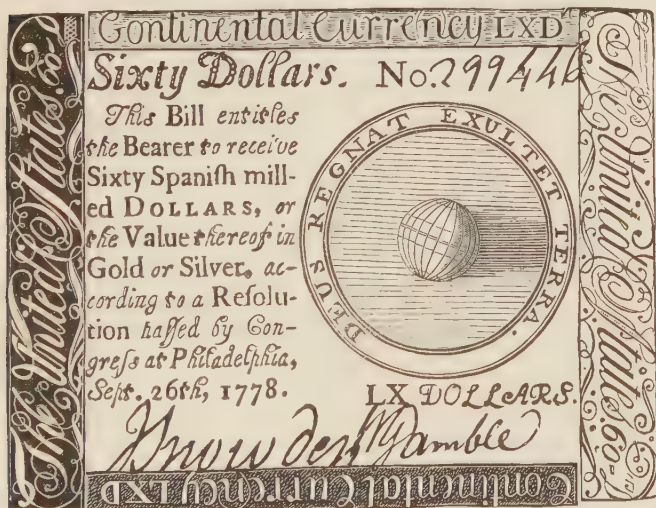 Continental Currency LXD
Sixty Dollars. No. 299446
This Bill entitles
the Bearer to receive
Sixty Spaniſh mill-
ed DOLLARS, or
the Value thereof in
Gold or Silver, ac-
cording to a Reſolu-
tion paſſed by Con-
greſs at Philadelphia,
Sept. 26th, 1778.
DEUS REGNAT EXULTET TERRA.
LX DOLLARS.
Snowden Gamble
Continental Currency LXD
The United States. 60
The United States. 60